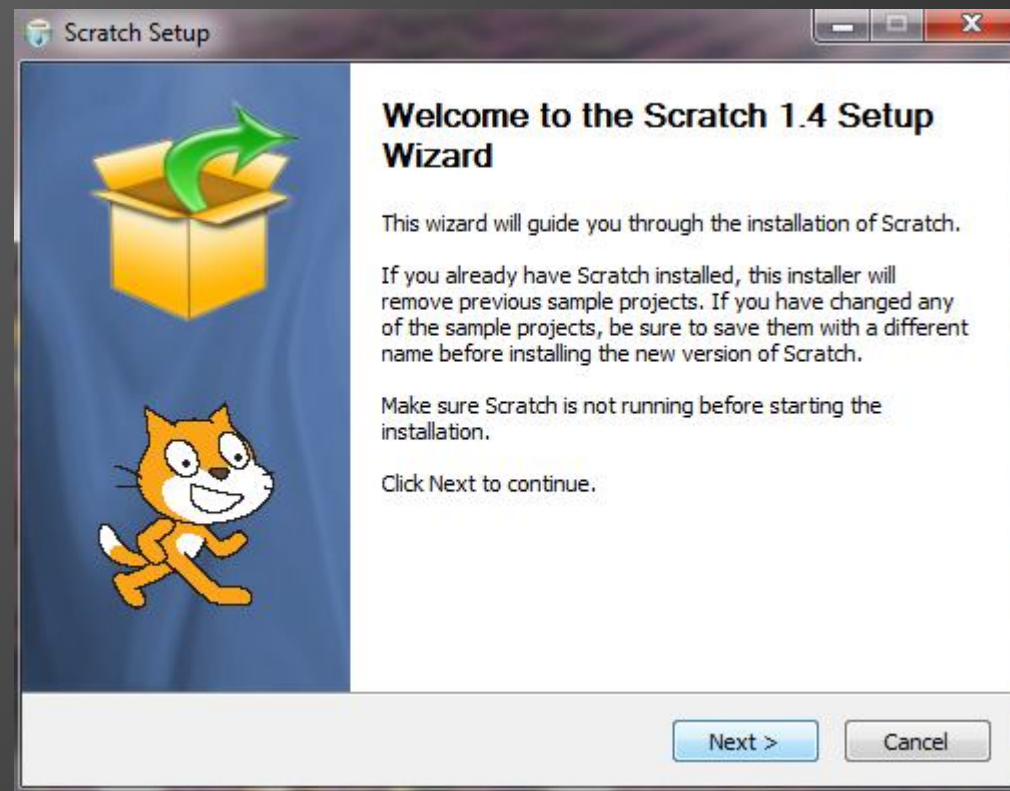 Scratch Setup
Welcome to the Scratch 1.4 Setup
Wizard
This wizard will guide you through the installation of Scratch.
If you already have Scratch installed, this installer will
remove previous sample projects. If you have changed any
of the sample projects, be sure to save them with a different
name before installing the new version of Scratch.
Make sure Scratch is not running before starting the
installation.
Click Next to continue.
Next >
Cancel